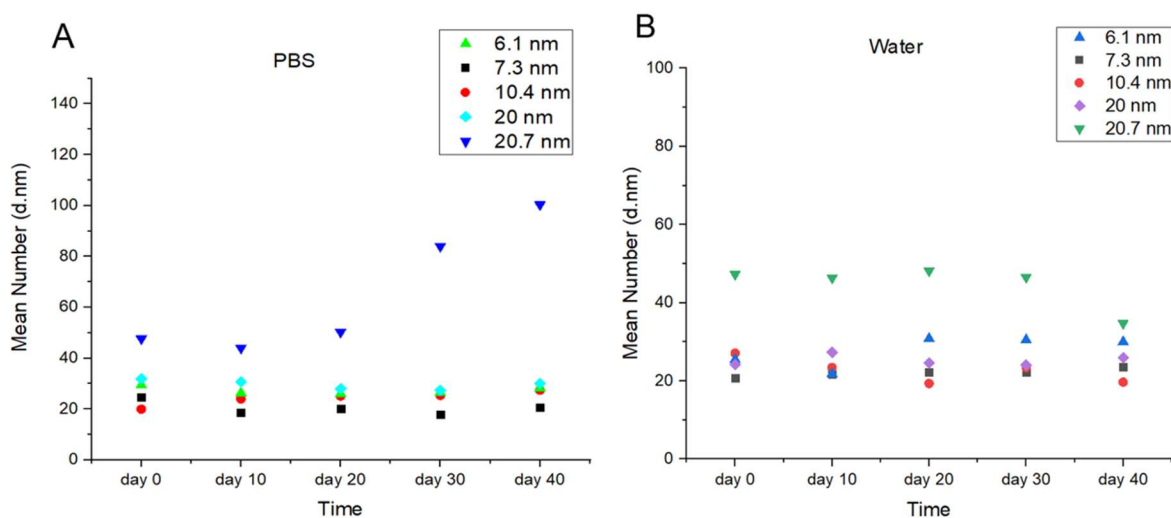 A
PBS
6.1 nm
7.3 nm
10.4 nm
20 nm
20.7 nm
Mean Number (d.nm)
140
120
100
80
60
40
20
0
day 0 day 10 day 20 day 30 day 40
Time
B
Water
6.1 nm
7.3 nm
10.4 nm
20 nm
20.7 nm
Mean Number (d.nm)
100
80
60
40
20
0
day 0 day 10 day 20 day 30 day 40
Time